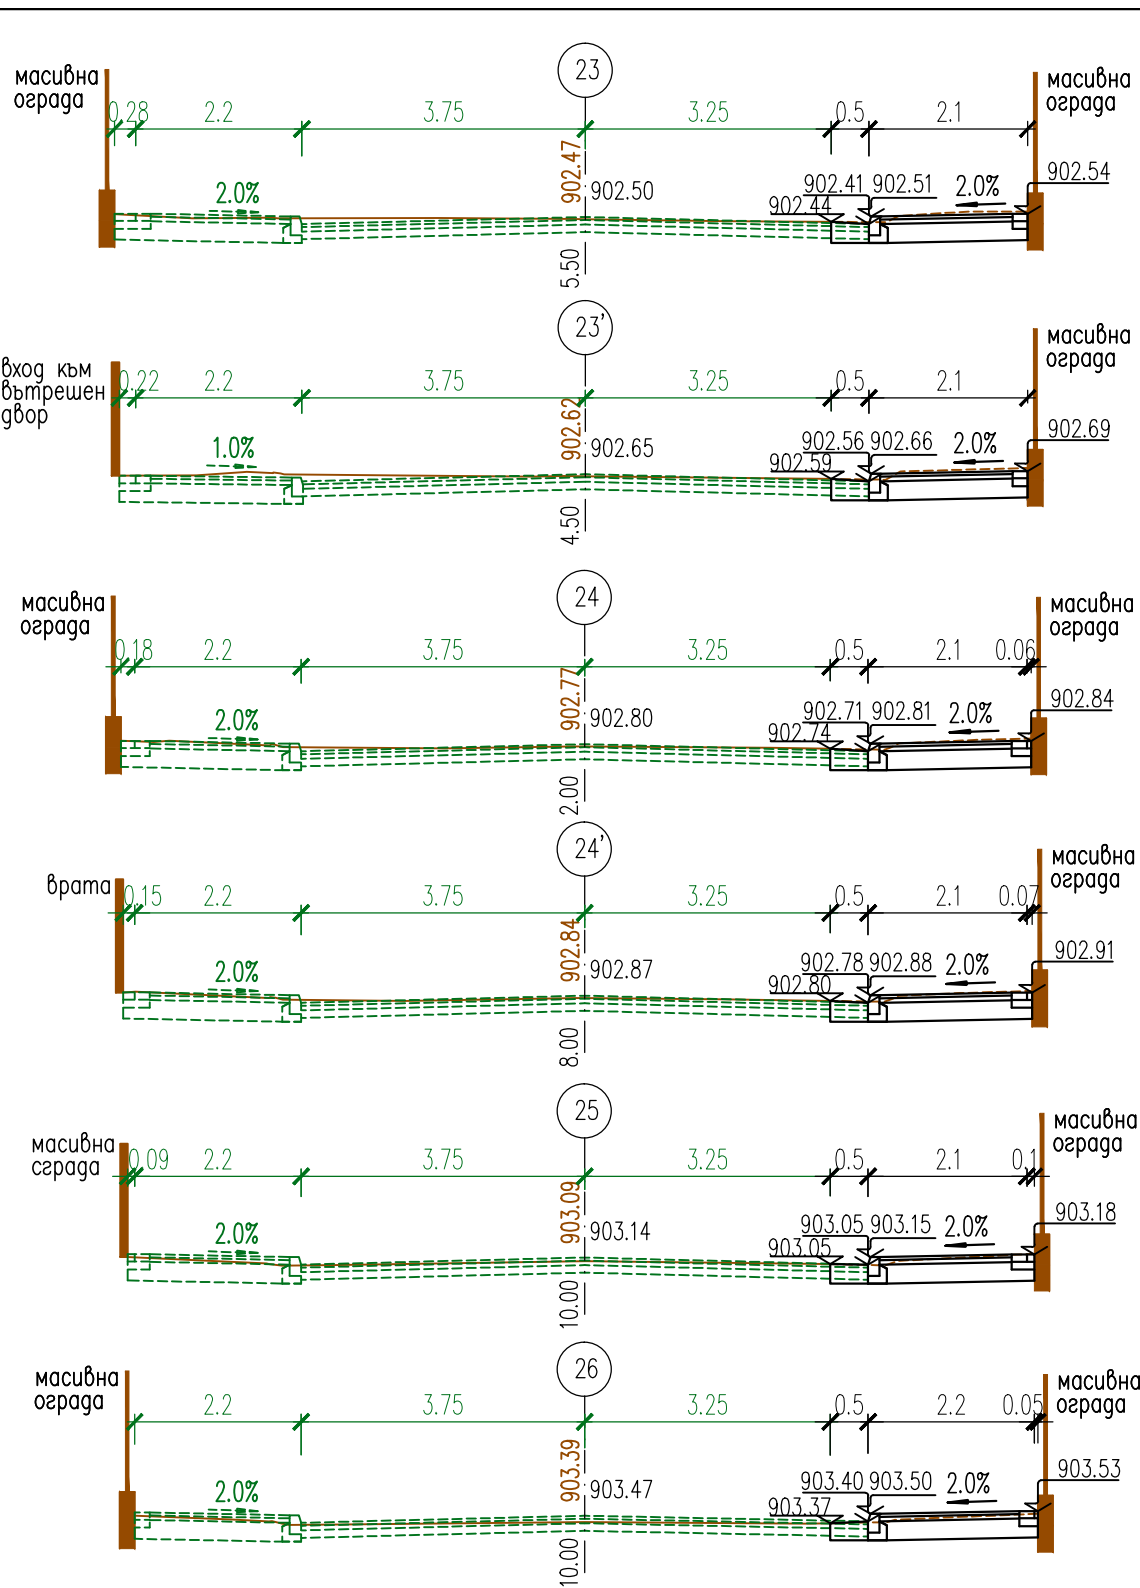 23
масивна
ограда
масивна
ограда
0.28 2.2 3.75 3.25 0.5 2.1
902.47
902.50
2.0%
902.41 902.51 2.0% 902.54
902.44
5.50
23'
вход към
вътрешен
двор
масивна
ограда
0.22 2.2 3.75 3.25 0.5 2.1
902.62
902.65
1.0%
902.56 902.66 2.0% 902.69
902.59
4.50
24
масивна
ограда
масивна
ограда
0.18 2.2 3.75 3.25 0.5 2.1 0.06
902.77
902.80
2.0%
902.71 902.81 2.0% 902.84
902.74
2.00
24'
врата
масивна
ограда
0.15 2.2 3.75 3.25 0.5 2.1 0.07
902.84
902.87
2.0%
902.78 902.88 2.0% 902.91
902.80
8.00
25
масивна
сграда
масивна
ограда
0.09 2.2 3.75 3.25 0.5 2.1 0.1
903.09
903.14
2.0%
903.05 903.15 2.0% 903.18
903.05
10.00
26
масивна
ограда
масивна
ограда
2.2 3.75 3.25 0.5 2.2 0.05
903.39
903.47
2.0%
903.40 903.50 2.0% 903.53
903.37
10.00